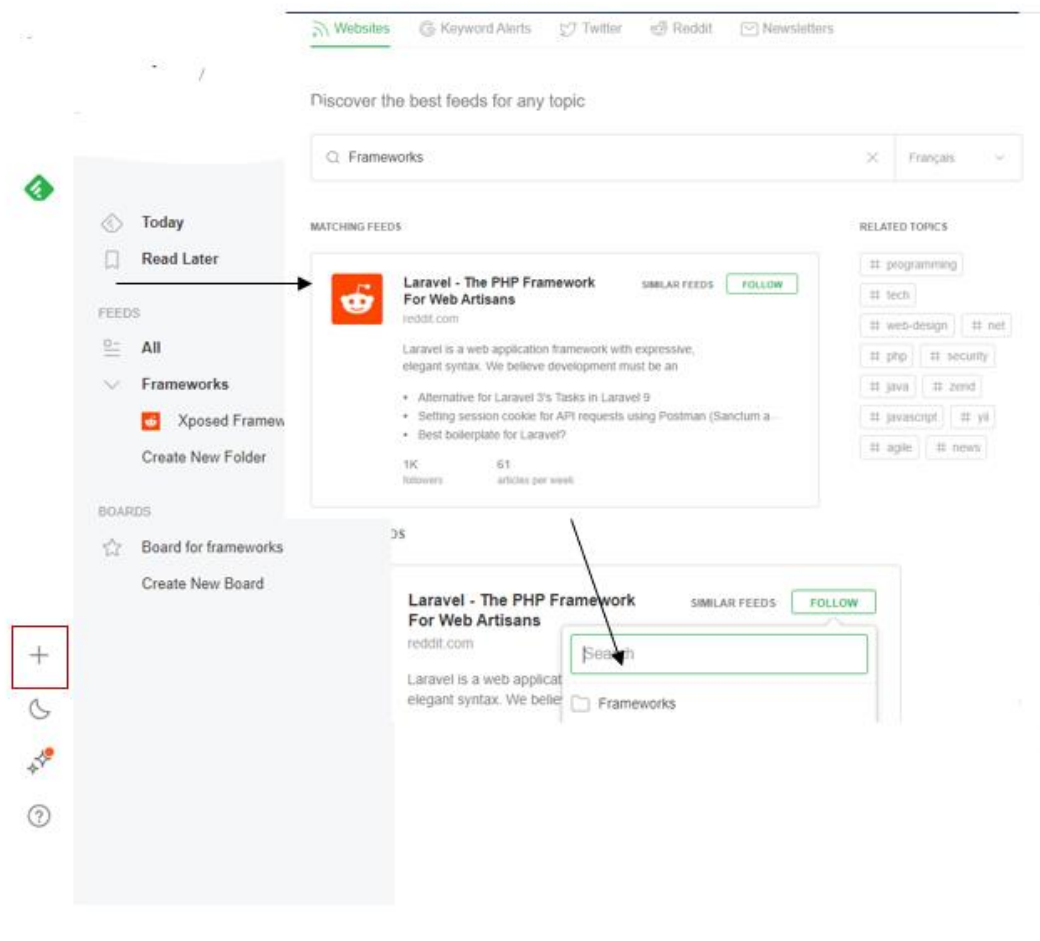 Websites
Keyword Alerts
Twitter
Reddit
Newsletters
Discover the best feeds for any topic
Frameworks
Français
Today
Read Later
FEEDS
All
Frameworks
Xposed Framew
Create New Folder
BOARDS
Board for frameworks
Create New Board
MATCHING FEEDS
Laravel - The PHP Framework
For Web Artisans
SIMILAR FEEDS
FOLLOW
reddit.com
Laravel is a web application framework with expressive,
elegant syntax. We believe development must be an
• Alternative for Laravel 3's Tasks in Laravel 9
• Setting session cookie for API requests using Postman (Sanctum a...
• Best boilerplate for Laravel?
1K
followers
61
articles per week
RELATED TOPICS
# programming
# tech
# web-design # net
# php # security
# java # zend
# javascript # yii
# agile # news
DS
Laravel - The PHP Framework
For Web Artisans
SIMILAR FEEDS
FOLLOW
reddit.com
Search
Laravel is a web applicat
elegant syntax. We belie
Frameworks